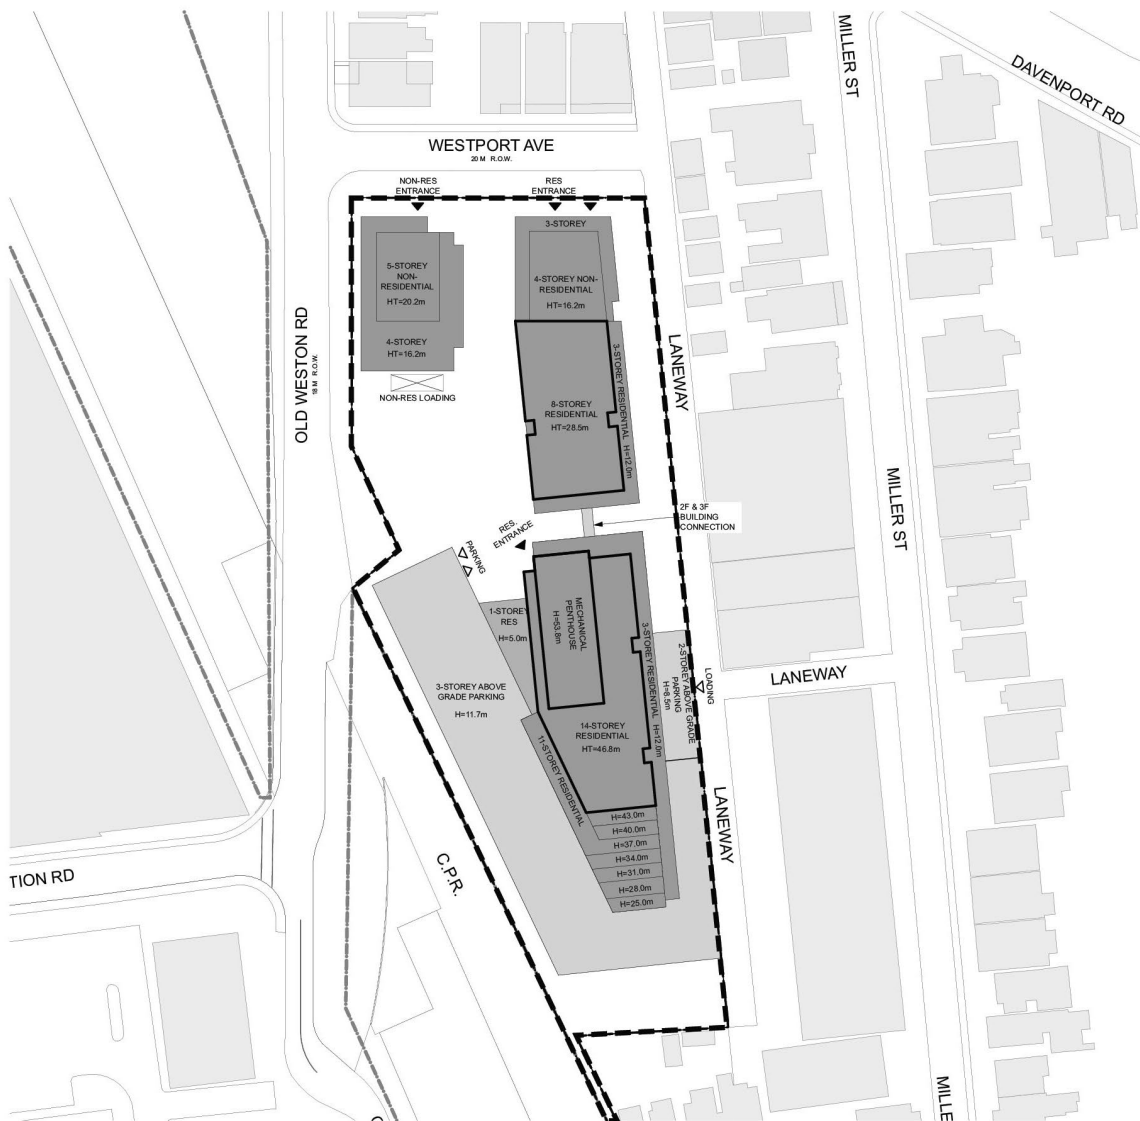 MILLER ST
DAVENPORT RD
WESTPORT AVE
20 M R.O.W.
NON-RES
ENTRANCE
RES
ENTRANCE
3-STOREY
5-STOREY
NON-
RESIDENTIAL
HT=20.2m
4-STOREY NON-
RESIDENTIAL
HT=16.2m
4-STOREY
HT=16.2m
NON-RES LOADING
OLD WESTON RD
18 M R.O.W.
LANEWAY
3-STOREY RESIDENTIAL H=12.0m
8-STOREY
RESIDENTIAL
HT=28.5m
2F & 3F
BUILDING
CONNECTION
MILLER ST
RES.
ENTRANCE
PARKING
1-STOREY
RES
H=5.0m
MECHANICAL
PENTHOUSE
H=53.8m
3-STOREY RESIDENTIAL H=12.0m
2-STOREY ABOVE GRADE
PARKING
H=8.5m
LOADING
LANEWAY
3-STOREY ABOVE
GRADE PARKING
H=11.7m
14-STOREY
RESIDENTIAL
HT=46.8m
11-STOREY RESIDENTIAL
LANEWAY
H=43.0m
H=40.0m
H=37.0m
H=34.0m
H=31.0m
H=28.0m
H=25.0m
C.P.R.
TION RD
MILLE